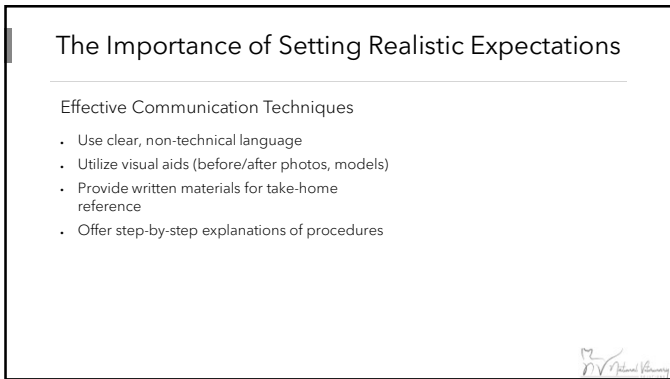 The Importance of Setting Realistic Expectations
Effective Communication Techniques
• Use clear, non-technical language
• Utilize visual aids (before/after photos, models)
• Provide written materials for take-home
reference
• Offer step-by-step explanations of procedures
Natural